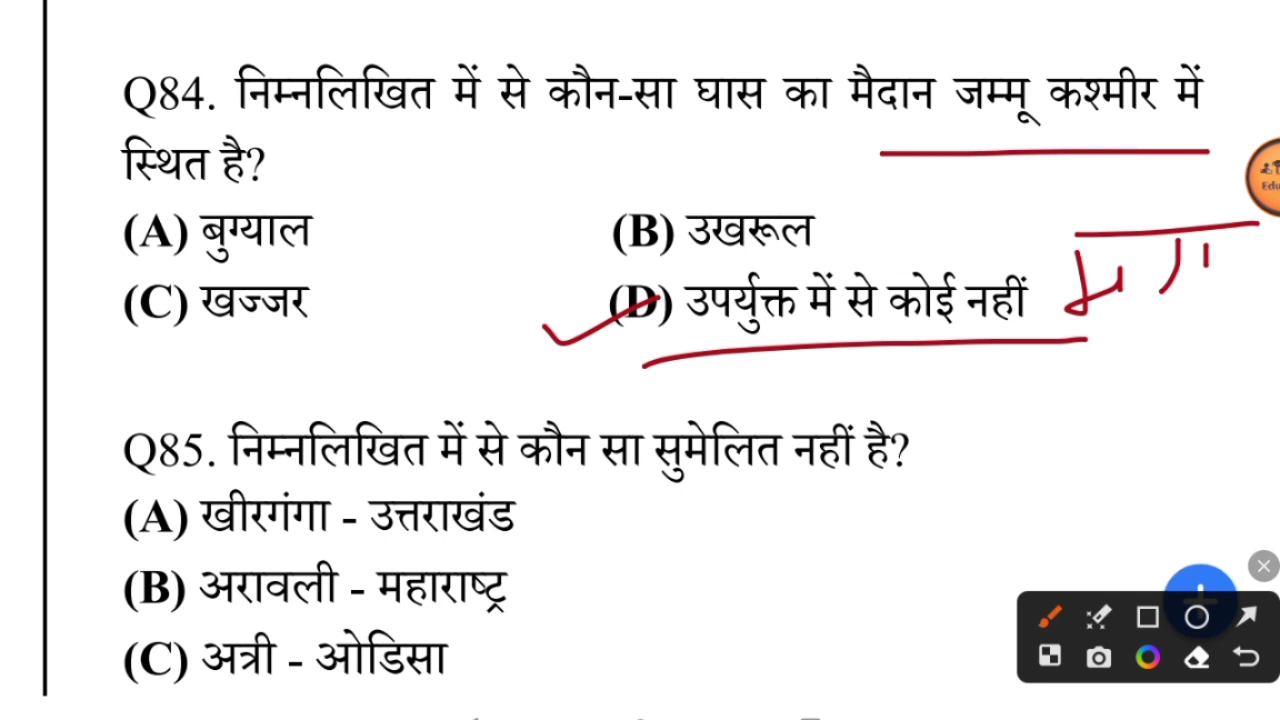 Q84. निम्नलिखित में से कौन-सा घास का मैदान जम्मू कश्मीर में
स्थित है?
(A) बुग्याल (B) उखरूल
(C) खज्जर (D) उपर्युक्त में से कोई नहीं
Q85. निम्नलिखित में से कौन सा सुमेलित नहीं है?
(A) खीरगंगा - उत्तराखंड
(B) अरावली - महाराष्ट्र
(C) अत्री - ओडिसा